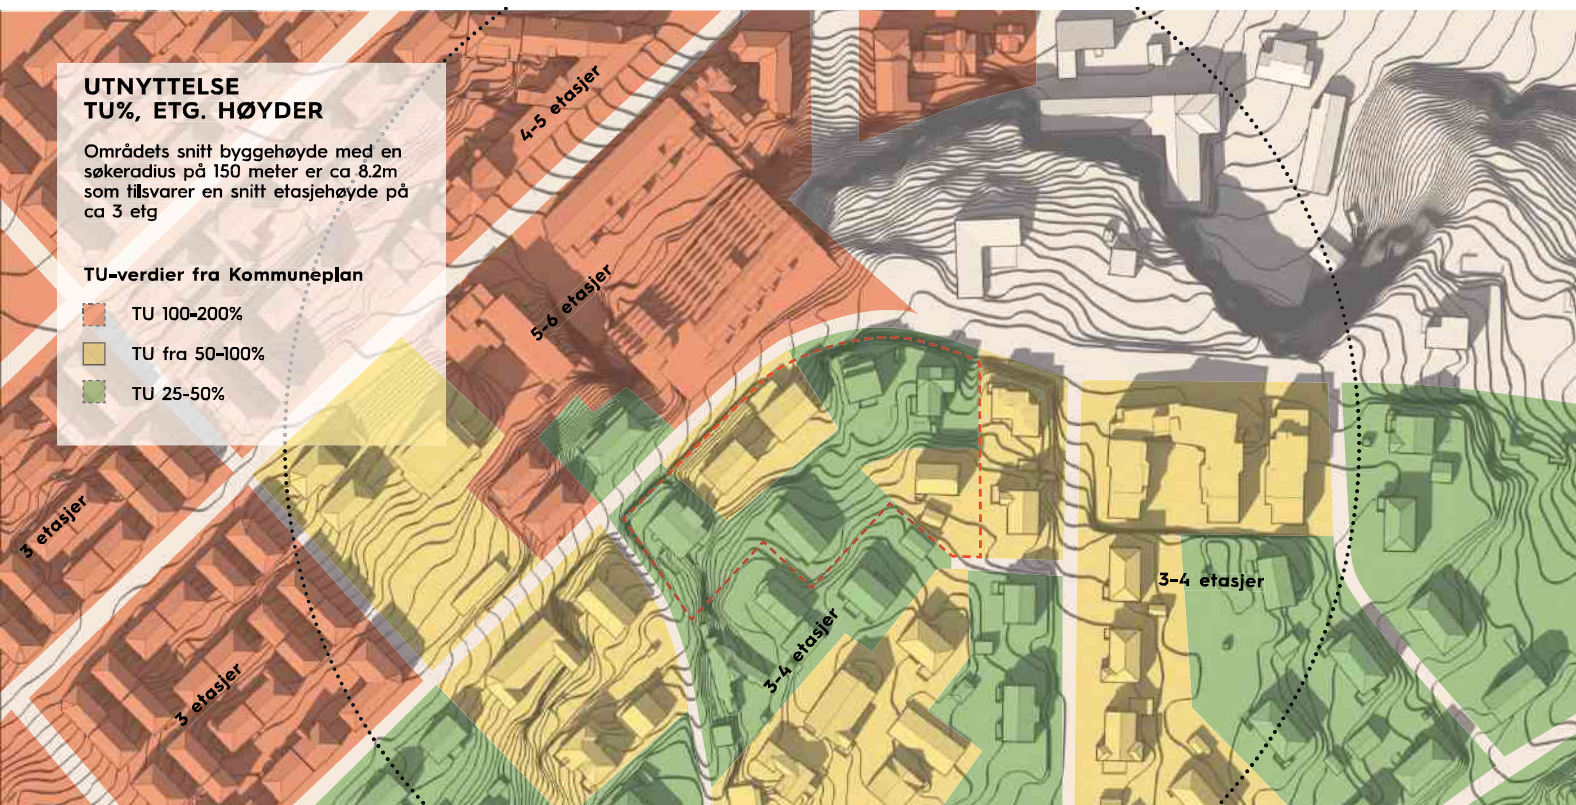 UTNYTTELSE
TU%, ETG. HØYDER
Områdets snitt byggehøyde med en
søkeradius på 150 meter er ca 8.2m
som tilsvarer en snitt etasjehøyde på
ca 3 etg
TU-verdier fra Kommuneplan
TU 100-200%
TU fra 50-100%
TU 25-50%
4-5 etasjer
5-6 etasjer
3 etasjer
3 etasjer
3-4 etasjer
3-4 etasjer